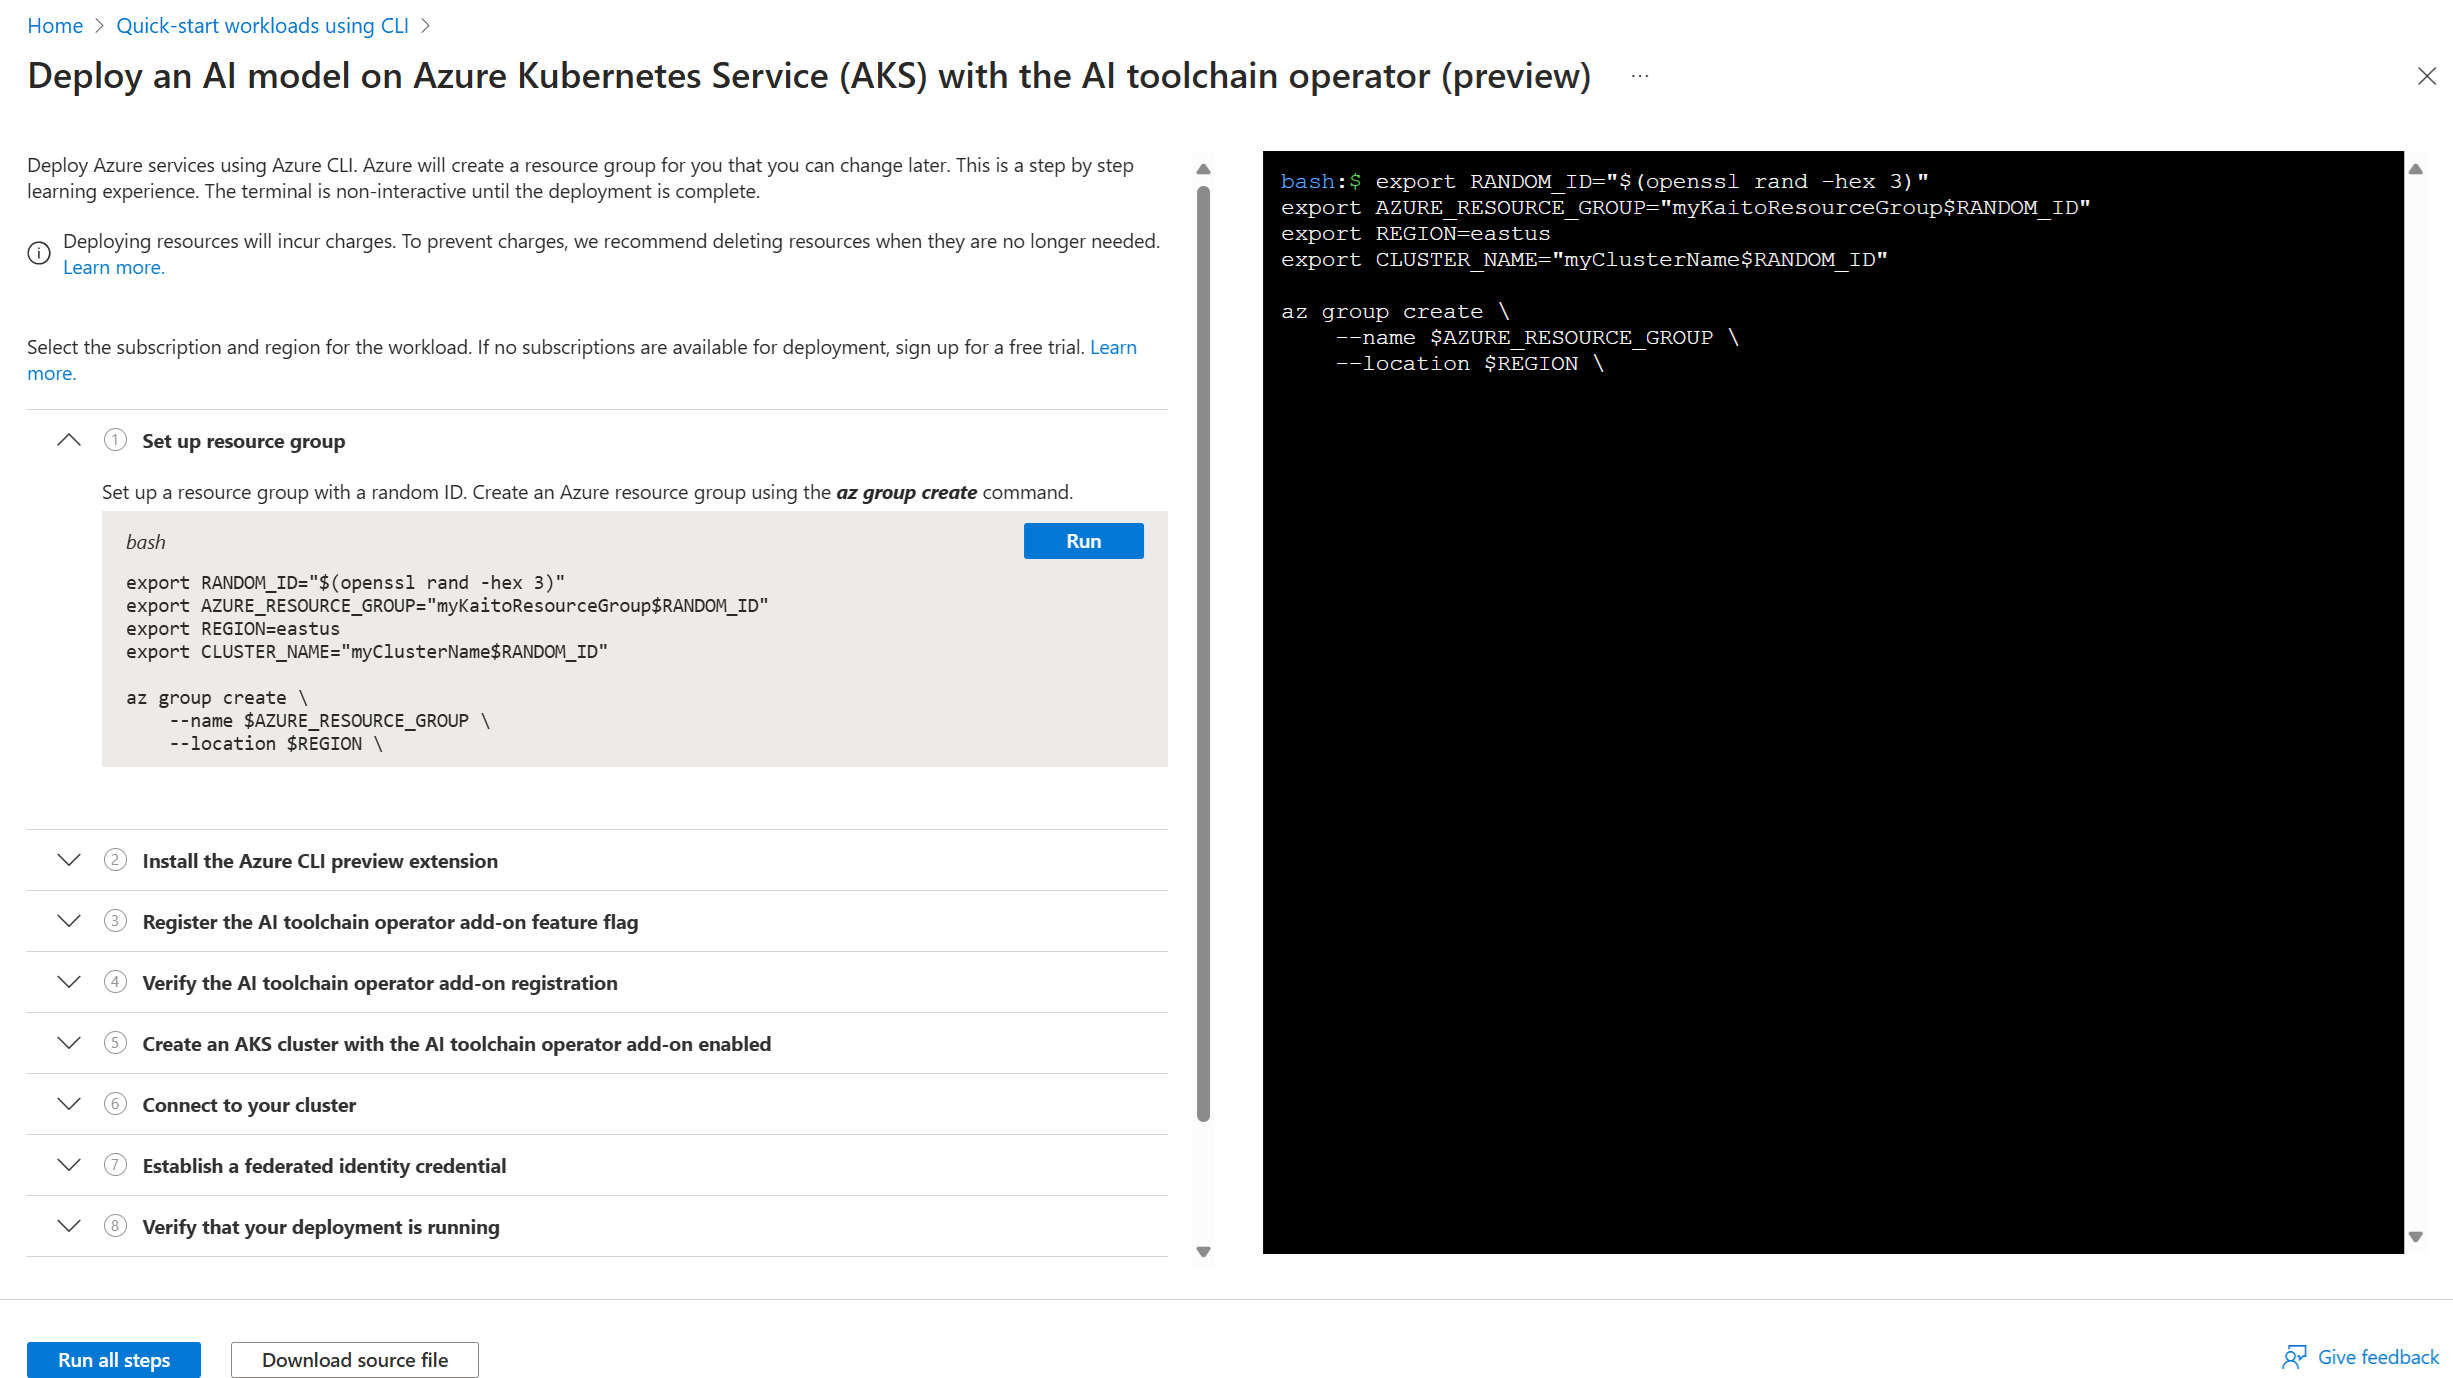 Home > Quick-start workloads using CLI >
Deploy an AI model on Azure Kubernetes Service (AKS) with the AI toolchain operator (preview) ...
Deploy Azure services using Azure CLI. Azure will create a resource group for you that you can change later. This is a step by step
learning experience. The terminal is non-interactive until the deployment is complete.
Deploying resources will incur charges. To prevent charges, we recommend deleting resources when they are no longer needed.
Learn more.
Select the subscription and region for the workload. If no subscriptions are available for deployment, sign up for a free trial. Learn
more.
1 Set up resource group
Set up a resource group with a random ID. Create an Azure resource group using the az group create command.
bash
Run
export RANDOM_ID="$(openssl rand -hex 3)"
export AZURE_RESOURCE_GROUP="myKaitoResourceGroup$RANDOM_ID"
export REGION=eastus
export CLUSTER_NAME="myClusterName$RANDOM_ID"
az group create \
    --name $AZURE_RESOURCE_GROUP \
    --location $REGION \
2 Install the Azure CLI preview extension
3 Register the AI toolchain operator add-on feature flag
4 Verify the AI toolchain operator add-on registration
5 Create an AKS cluster with the AI toolchain operator add-on enabled
6 Connect to your cluster
7 Establish a federated identity credential
8 Verify that your deployment is running
bash:$ export RANDOM_ID="$(openssl rand -hex 3)"
export AZURE_RESOURCE_GROUP="myKaitoResourceGroup$RANDOM_ID"
export REGION=eastus
export CLUSTER_NAME="myClusterName$RANDOM_ID"
az group create \
    --name $AZURE_RESOURCE_GROUP \
    --location $REGION \
Run all steps
Download source file
Give feedback